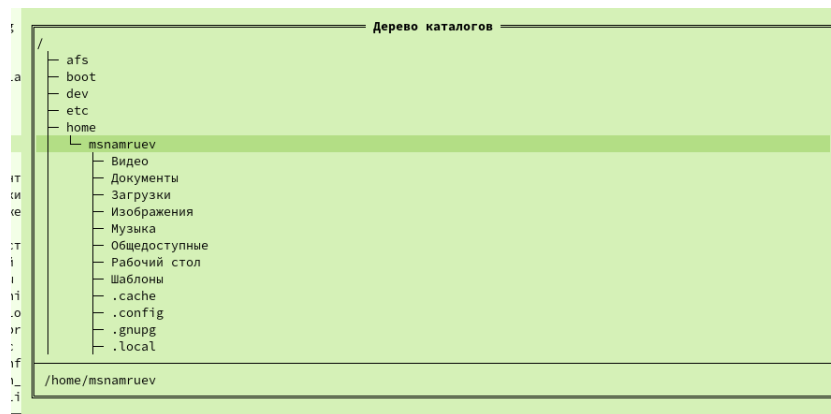 Дерево каталогов
/
afs
boot
dev
etc
home
msnamruev
Видео
Документы
Загрузки
Изображения
Музыка
Общедоступные
Рабочий стол
Шаблоны
.cache
.config
.gnupg
.local
/home/msnamruev